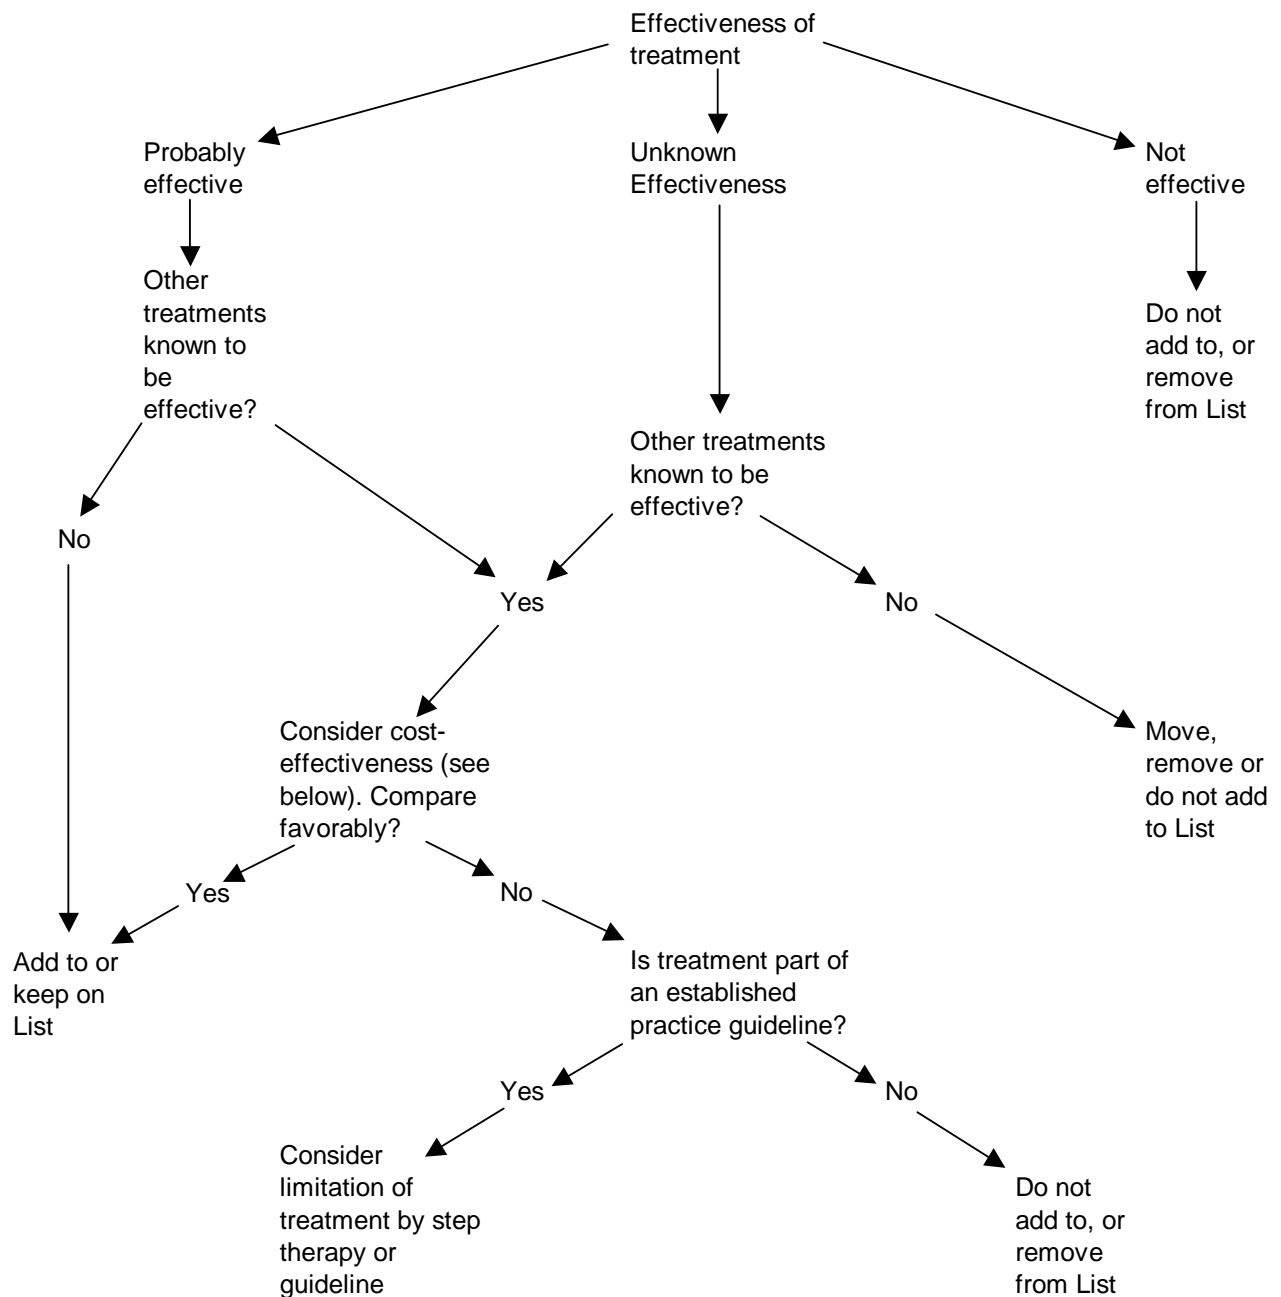 Effectiveness of
treatment
Probably
effective
Unknown
Effectiveness
Not
effective
Other
treatments
known to
be
effective?
Do not
add to, or
remove
from List
Other treatments
known to be
effective?
No
Yes
No
Consider cost-
effectiveness (see
below). Compare
favorably?
Move,
remove or
do not add
to List
Yes
No
Add to or
keep on
List
Is treatment part of
an established
practice guideline?
Yes
No
Consider
limitation of
treatment by step
therapy or
guideline
Do not
add to, or
remove
from List